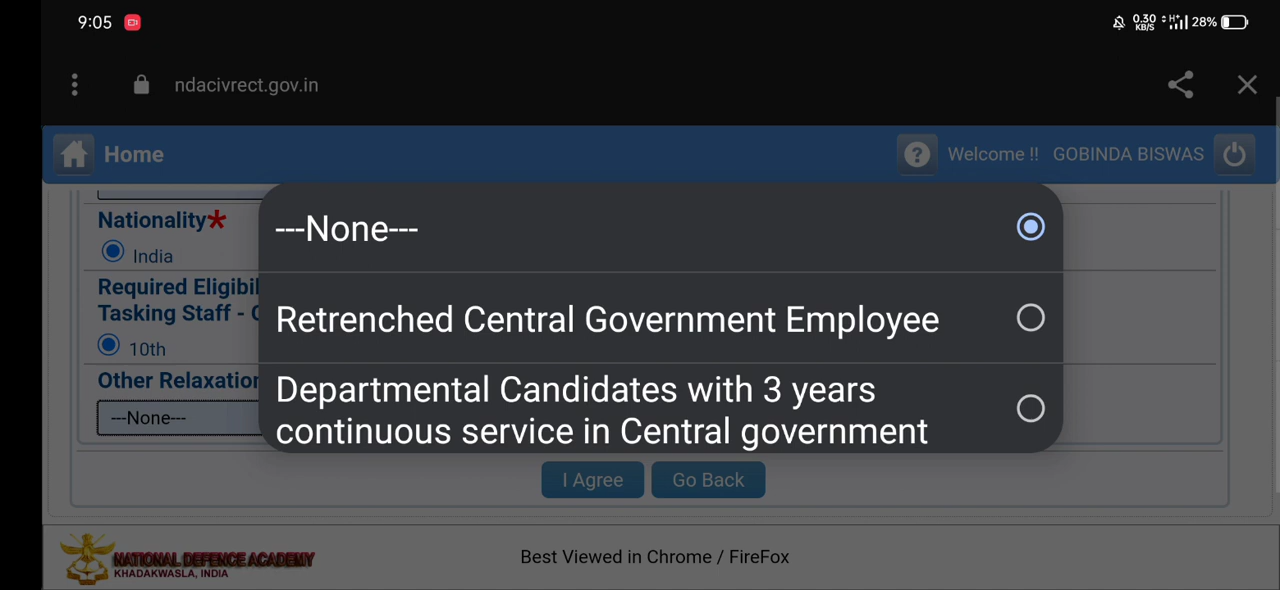 9:05
0.30 KB/S H+ 28%
ndacivrect.gov.in
Home
? Welcome !! GOBINDA BISWAS
Nationality*
India
Required Eligibil
Tasking Staff -
10th
Other Relaxation
---None---
---None---
Retrenched Central Government Employee
Departmental Candidates with 3 years
continuous service in Central government
I Agree Go Back
NATIONAL DEFENCE ACADEMY
KHADAKWASLA, INDIA
Best Viewed in Chrome / FireFox